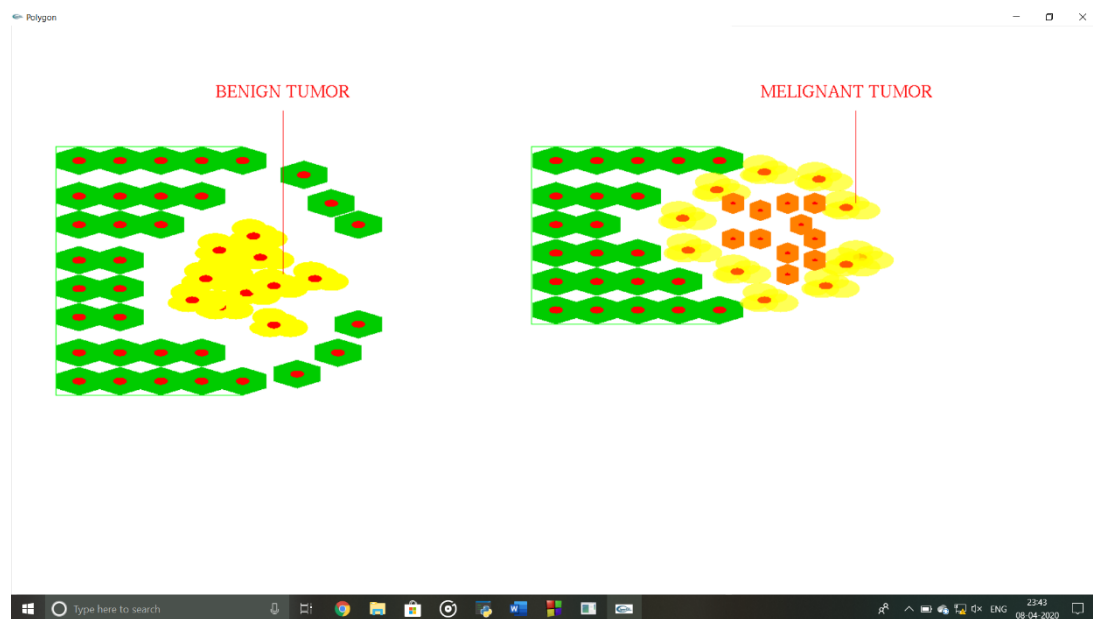 Polygon
BENIGN TUMOR
MELIGNANT TUMOR
Type here to search
ENG
23:43
08-04-2020